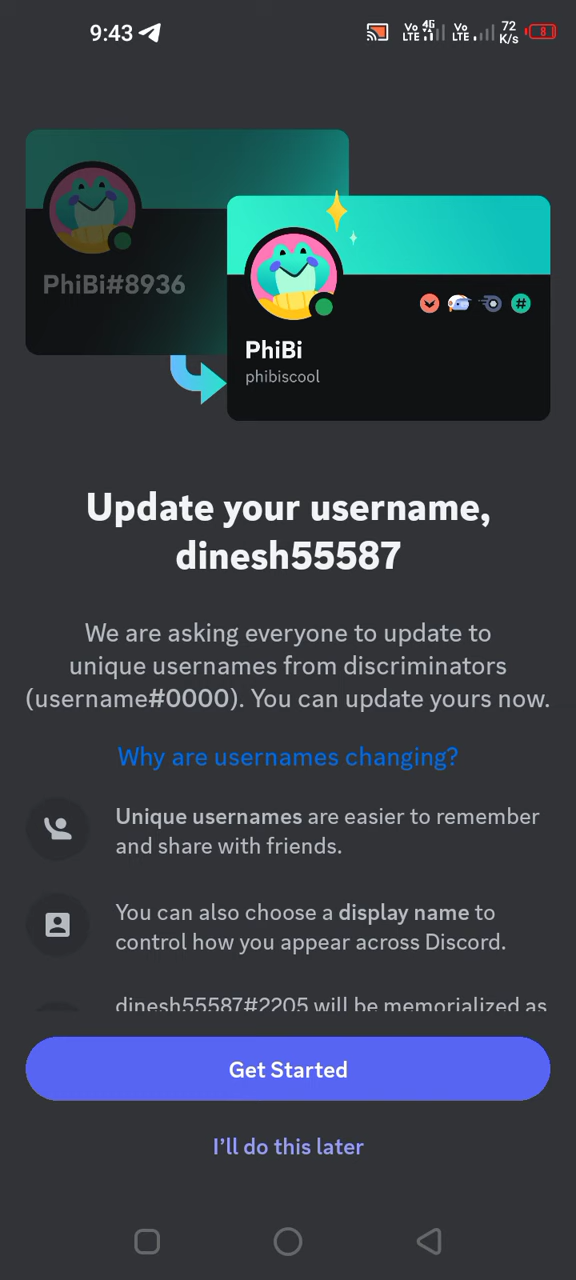 9:43
Vo LTE 4G Vo LTE 72 K/s 8
PhiBi#8936
PhiBi
phibiscool
Update your username,
dinesh55587
We are asking everyone to update to
unique usernames from discriminators
(username#0000). You can update yours now.
Why are usernames changing?
Unique usernames are easier to remember
and share with friends.
You can also choose a display name to
control how you appear across Discord.
dinesh55587#2205 will be memorialized as
Get Started
I'll do this later